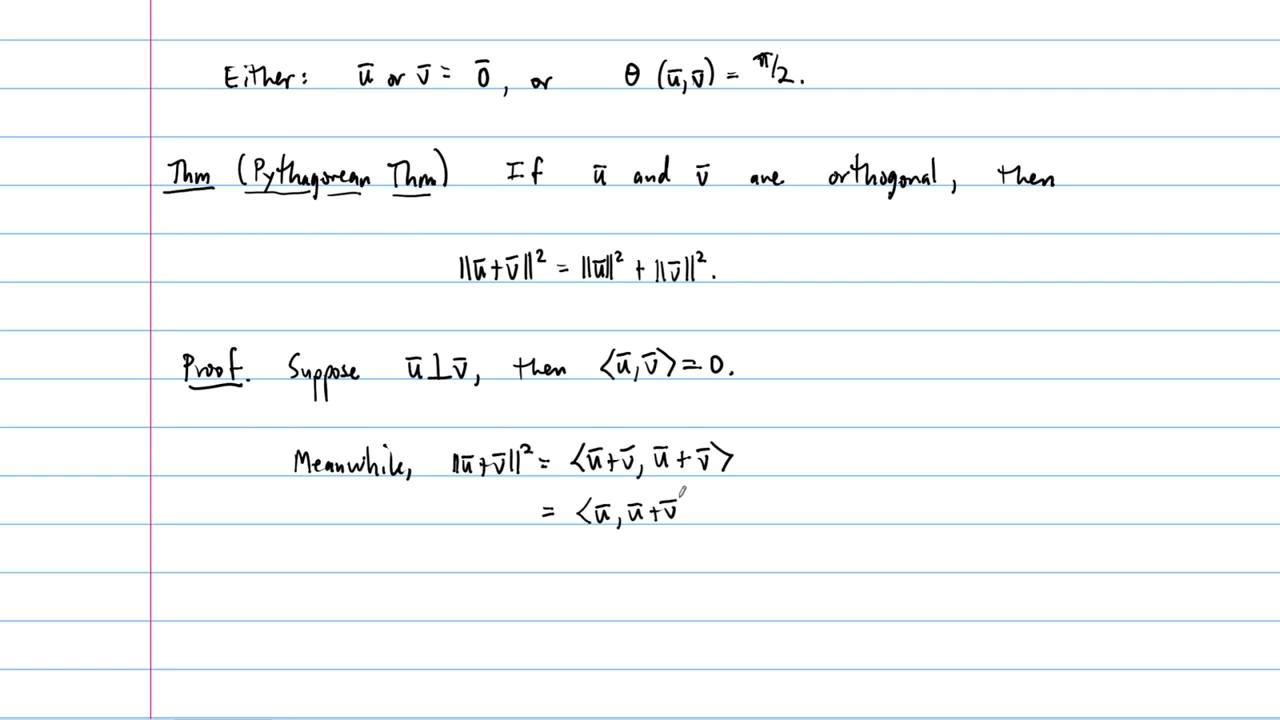 Either: ū or v̄ = 0̄, or θ (ū,v̄) = π/2.
Thm (Pythagorean Thm) If ū and v̄ are orthogonal, then
||ū+v̄||² = ||ū||² + ||v̄||².
Proof. Suppose ū⊥v̄, then ⟨ū,v̄⟩=0.
Meanwhile, ||ū+v̄||² = ⟨ū+v̄, ū+v̄⟩
= ⟨ū, ū+v̄